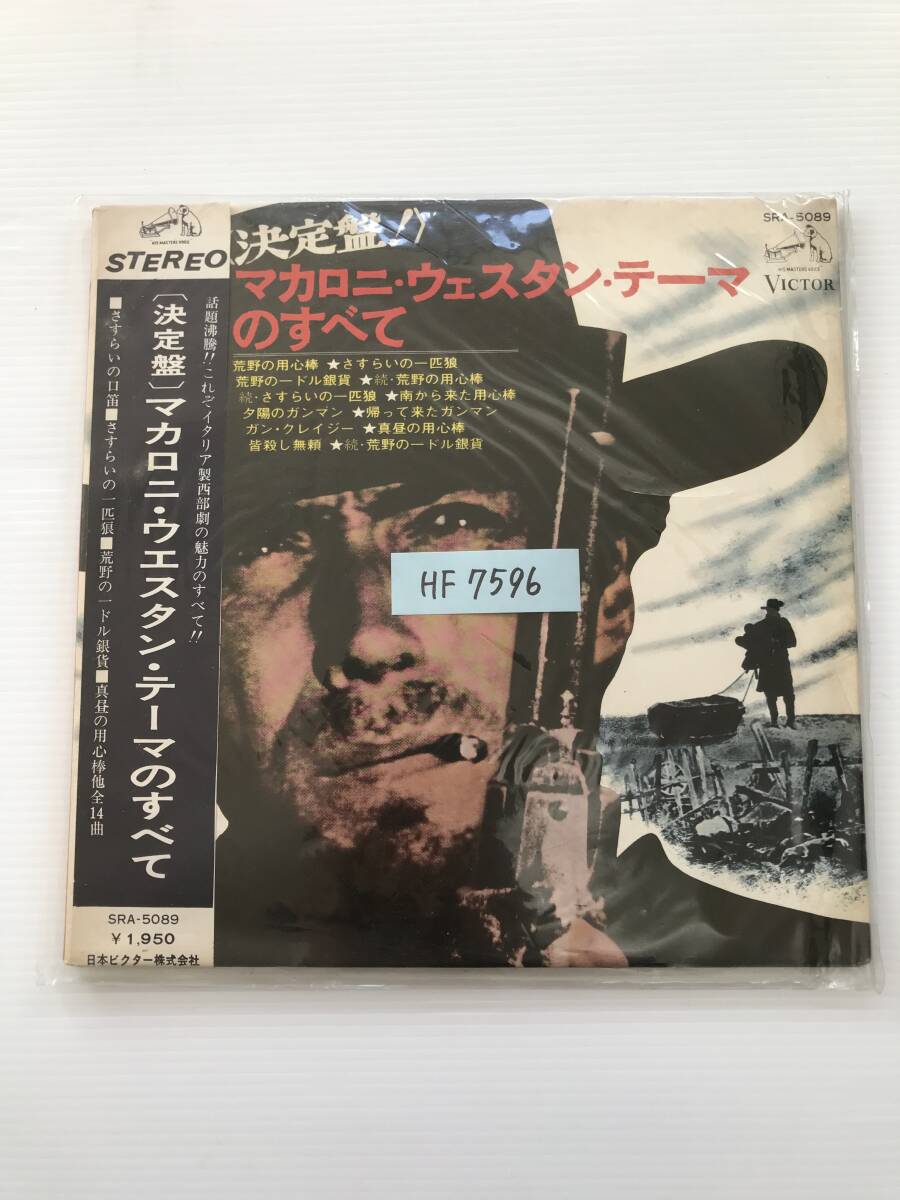 HIS MASTERS VOICE
STEREO
話題沸騰!!これぞイタリア製西部劇の魅力のすべて!!
〔決定盤〕マカロニ・ウエスタン・テーマのすべて
■さすらいの口笛■さすらいの一匹狼■荒野の一ドル銀貨■真昼の用心棒他全14曲
SRA-5089
¥1,950
日本ビクター株式会社
決定盤!!
マカロニ・ウェスタン・テーマ
のすべて
荒野の用心棒 ★さすらいの一匹狼
荒野の一ドル銀貨 ★続・荒野の用心棒
続・さすらいの一匹狼 ★南から来た用心棒
夕陽のガンマン ★帰って来たガンマン
ガン・クレイジー ★真昼の用心棒
皆殺し無頼 ★続・荒野の一ドル銀貨
SRA-5089
HIS MASTERS VOICE
VICTOR
HF 7596